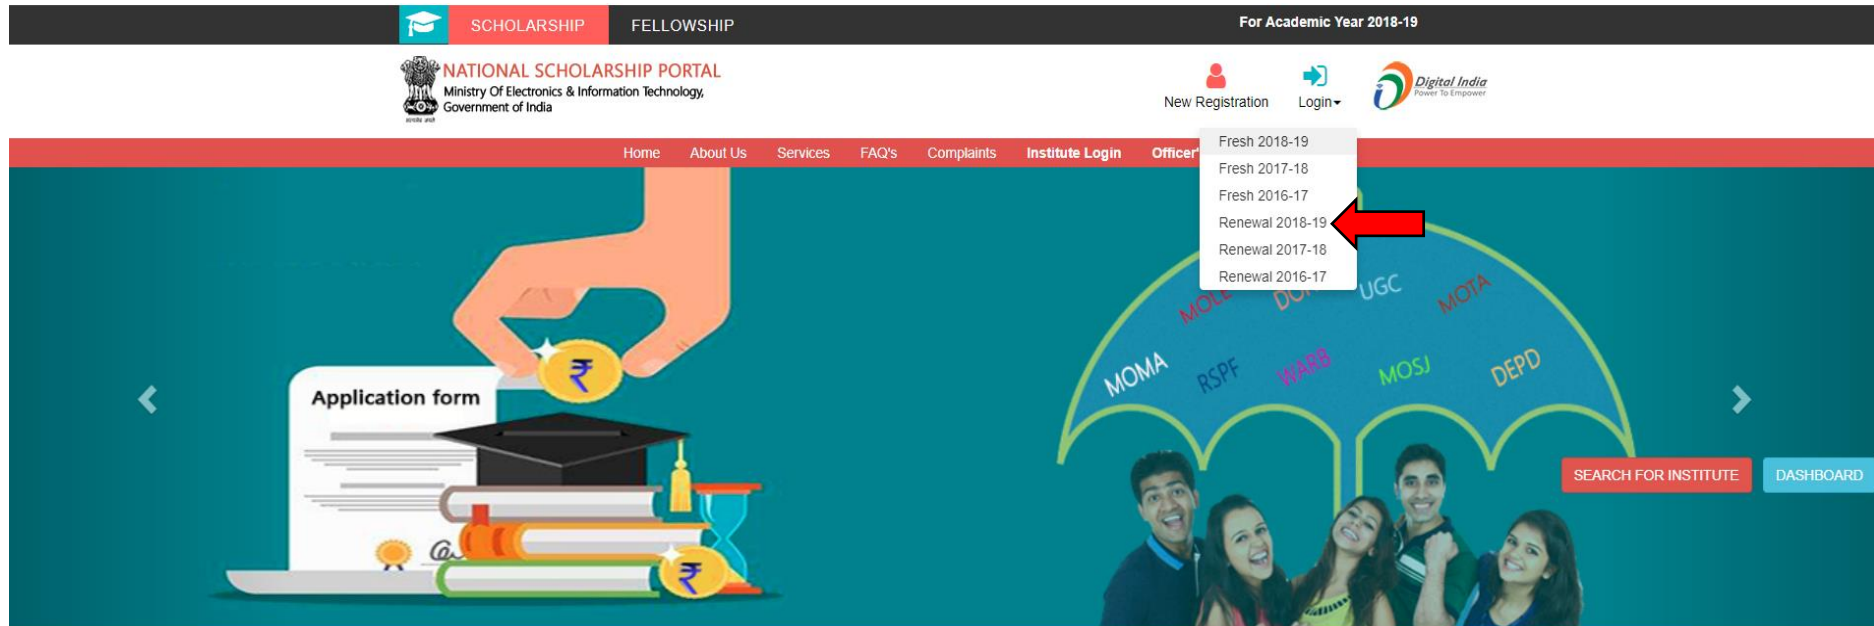 SCHOLARSHIP FELLOWSHIP For Academic Year 2018-19
NATIONAL SCHOLARSHIP PORTAL
Ministry Of Electronics & Information Technology,
Government of India
New Registration Login
Digital India
Power To Empower
Home About Us Services FAQ's Complaints Institute Login Officer'
Fresh 2018-19
Fresh 2017-18
Fresh 2016-17
Renewal 2018-19
Renewal 2017-18
Renewal 2016-17
UGC MOTA
MOMA RSPF WARB MOSJ DEPD
Application form
SEARCH FOR INSTITUTE DASHBOARD